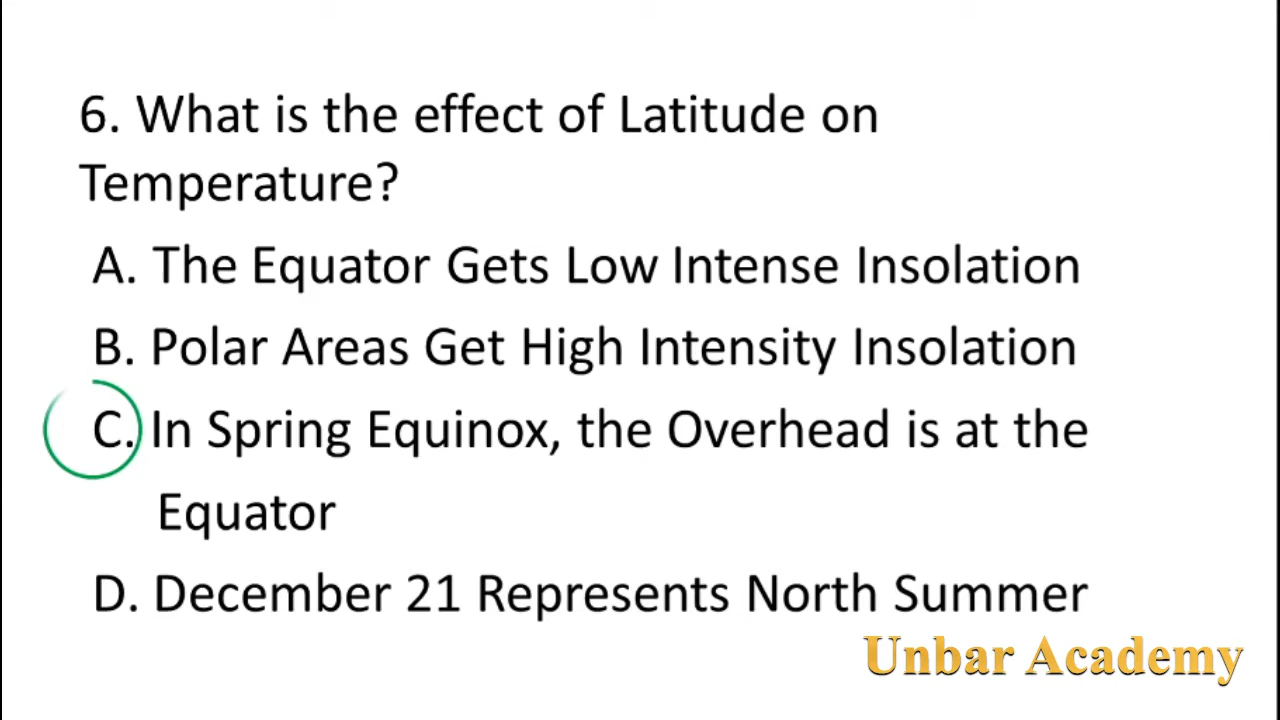 6. What is the effect of Latitude on
Temperature?
A. The Equator Gets Low Intense Insolation
B. Polar Areas Get High Intensity Insolation
C. In Spring Equinox, the Overhead is at the
Equator
D. December 21 Represents North Summer
Unbar Academy